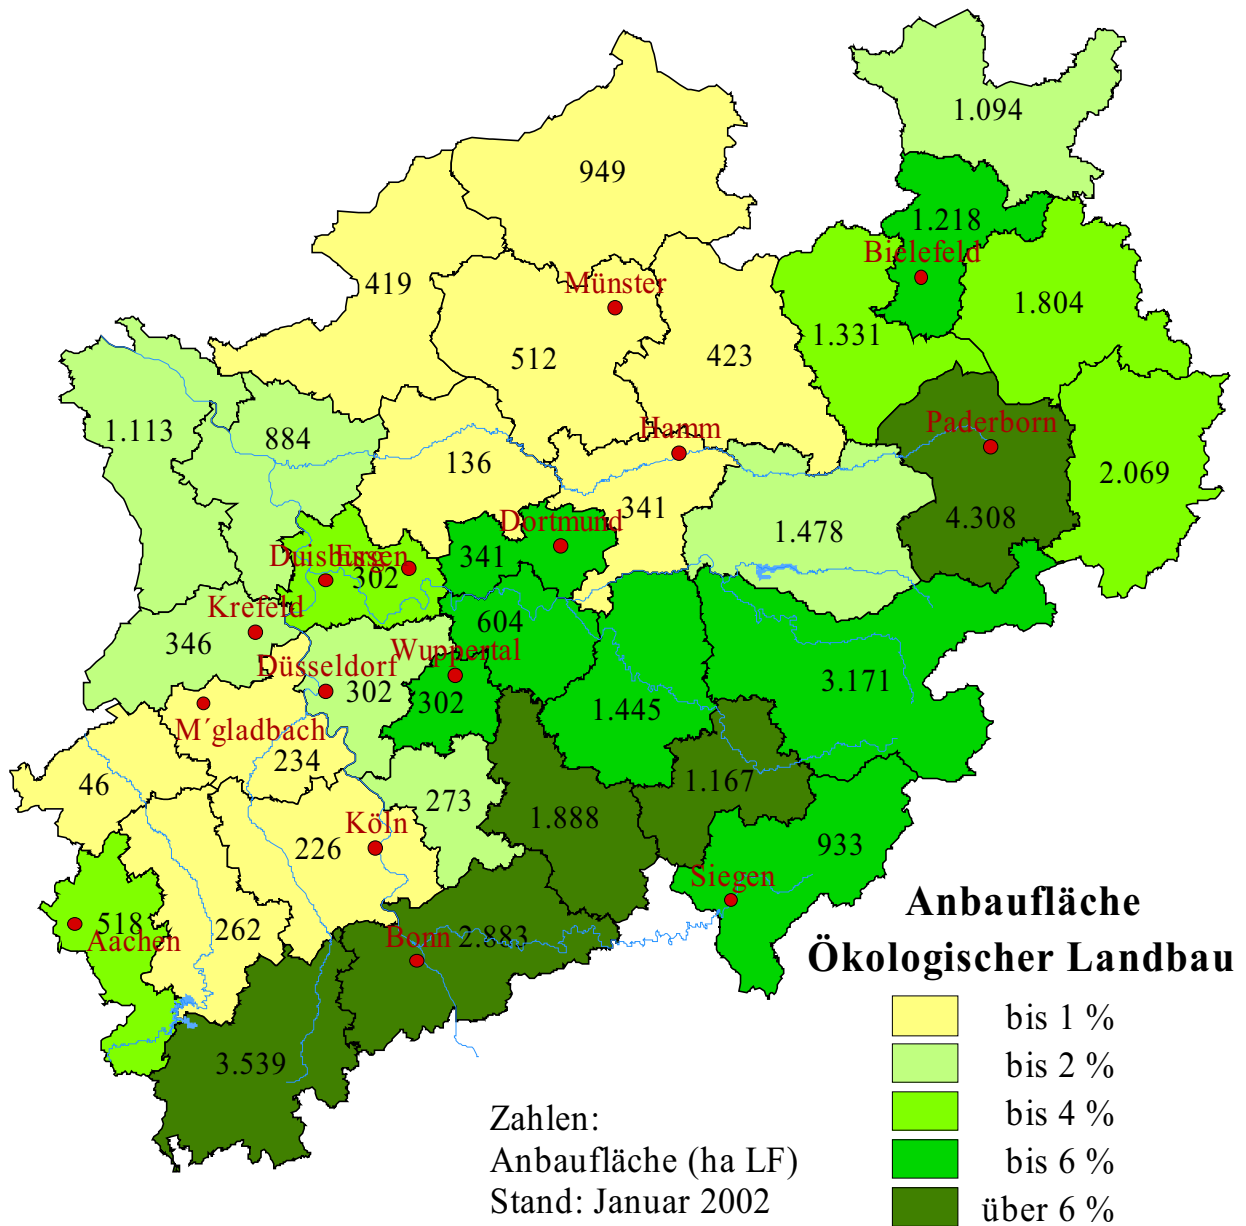 1.094
949
1.218
Bielefeld
419
Münster
1.804
1.331
512
423
1.113
884
Hamm
Paderborn
136
2.069
341
1.478
4.308
Dortmund
341
Duisburg
Essen
302
Krefeld
604
346
Wuppertal
Düsseldorf
302
302
3.171
1.445
M´gladbach
234
46
1.167
273
1.888
Köln
226
933
Siegen
518
Aachen
262
Bonn
2.883
3.539
Anbaufläche
Ökologischer Landbau
bis 1 %
bis 2 %
bis 4 %
bis 6 %
über 6 %
Zahlen:
Anbaufläche (ha LF)
Stand: Januar 2002